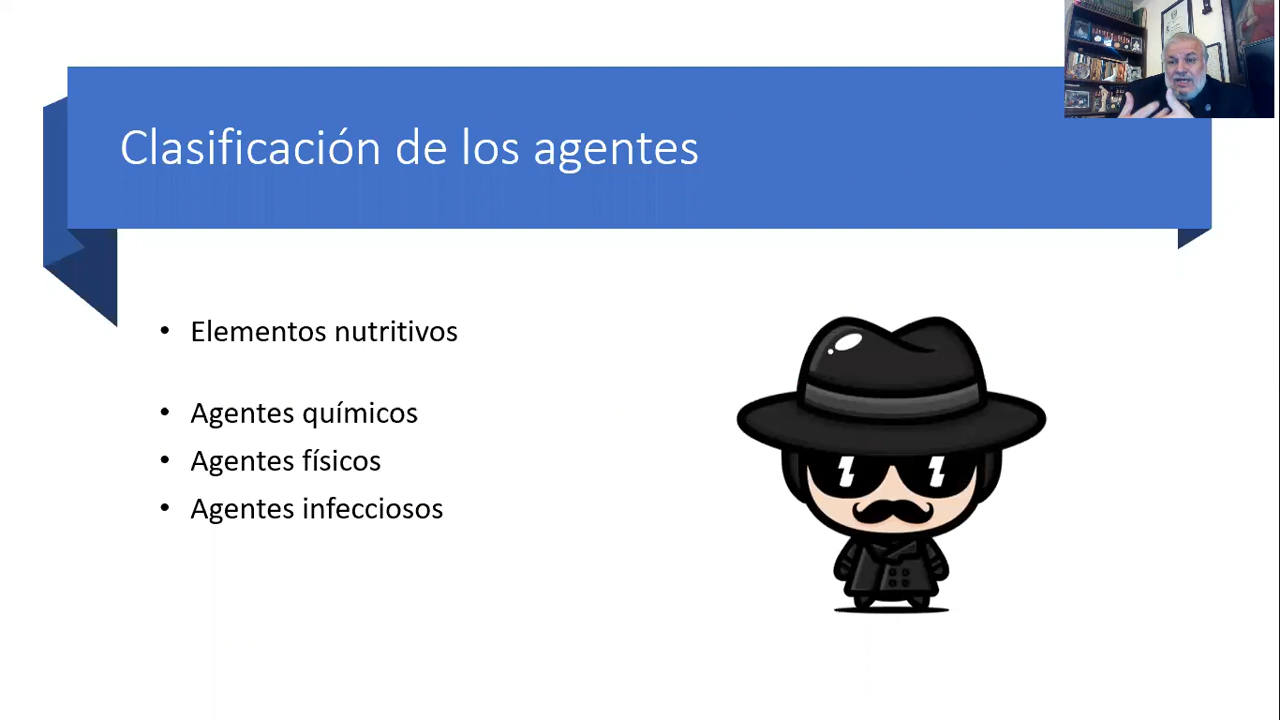 Clasificación de los agentes
• Elementos nutritivos
• Agentes químicos
• Agentes físicos
• Agentes infecciosos